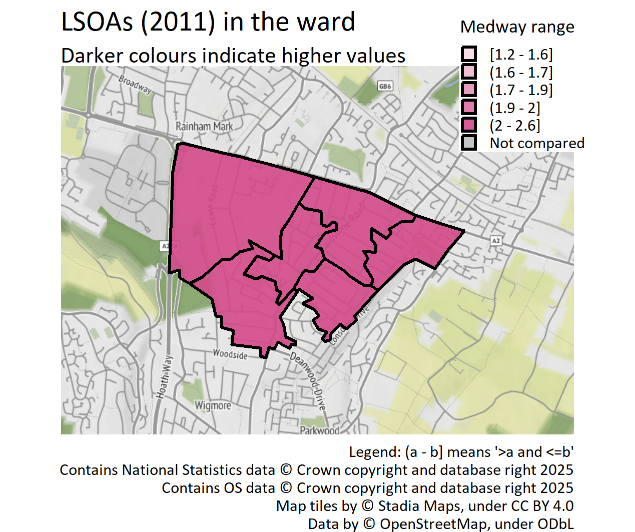 LSOAs (2011) in the ward
Darker colours indicate higher values
Medway range
[1.2 - 1.6]
(1.6 - 1.7]
(1.7 - 1.9]
(1.9 - 2]
(2 - 2.6]
Not compared
Broadway
GB6
Rainham Mark
A2
A2
Woodside
Deanwood-Drive
Hoath-Way
Wigmore
Parkwood
Legend: (a - b] means '>a and <=b'
Contains National Statistics data © Crown copyright and database right 2025
Contains OS data © Crown copyright and database right 2025
Map tiles by © Stadia Maps, under CC BY 4.0
Data by © OpenStreetMap, under ODbL